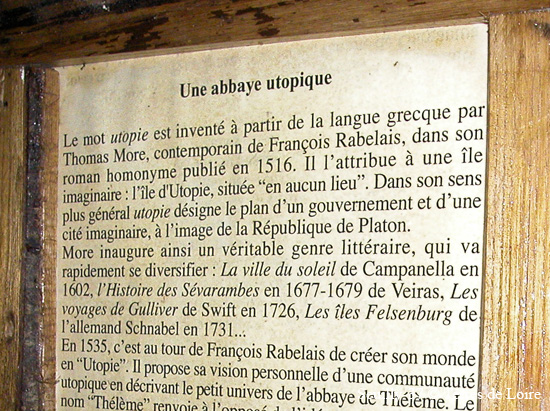 Une abbaye utopique
Le mot utopie est inventé à partir de la langue grecque par
Thomas More, contemporain de François Rabelais, dans son
roman homonyme publié en 1516. Il l'attribue à une île
imaginaire : l'île d'Utopie, située "en aucun lieu". Dans son sens
plus général utopie désigne le plan d'un gouvernement et d'une
cité imaginaire, à l'image de la République de Platon.
More inaugure ainsi un véritable genre littéraire, qui va
rapidement se diversifier : La ville du soleil de Campanella en
1602, l'Histoire des Sévarambes en 1677-1679 de Veiras, Les
voyages de Gulliver de Swift en 1726, Les îles Felsenburg de
l'allemand Schnabel en 1731...
En 1535, c'est au tour de François Rabelais de créer son monde
en "Utopie". Il propose sa vision personnelle d'une communauté
utopique en décrivant le petit univers de l'abbaye de Thélème. Le
nom "Thélème" renvoie à l'opposé de
de Loire